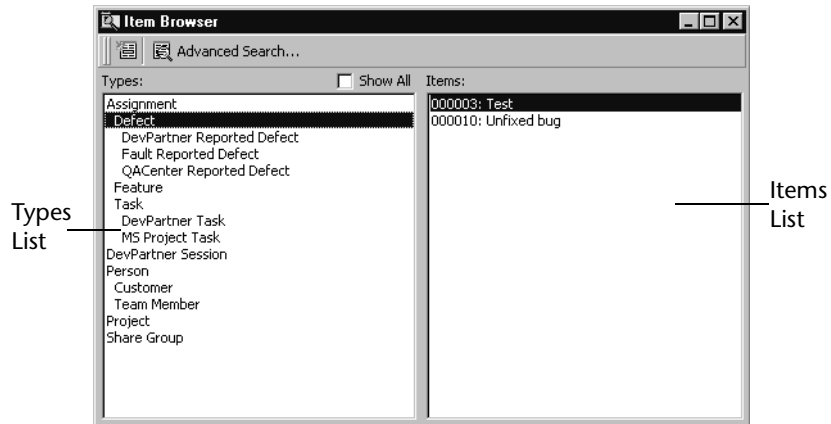 Item Browser
Advanced Search...
Types:
Show All
Items:
Assignment
Defect
DevPartner Reported Defect
Fault Reported Defect
QACenter Reported Defect
Feature
Task
DevPartner Task
MS Project Task
DevPartner Session
Person
Customer
Team Member
Project
Share Group
000003: Test
000010: Unfixed bug
Types
List
Items
List